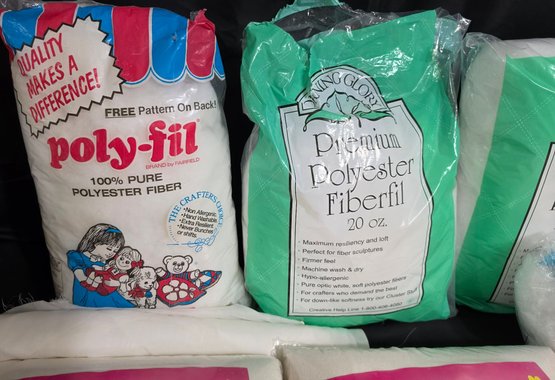 QUALITY
MAKES A
DIFFERENCE!
FREE Pattern On Back!
poly-fil
BRAND by FAIRFIELD
100% PURE
POLYESTER FIBER
THE CRAFTER'S CHOICE
•Non Allergenic
•Hand Washable
•Extra Resilient
•Never Bunches
or shifts
NING GLORY
Premium
Polyester
Fiberfil
20 oz.
• Maximum resiliency and loft
• Perfect for fiber sculptures
• Firmer feel
• Machine wash & dry
• Hypo-allergenic
• Pure optic white, soft polyester fibers
• For crafters who demand the best
• For down-like softness try our Cluster
Creative Help Line